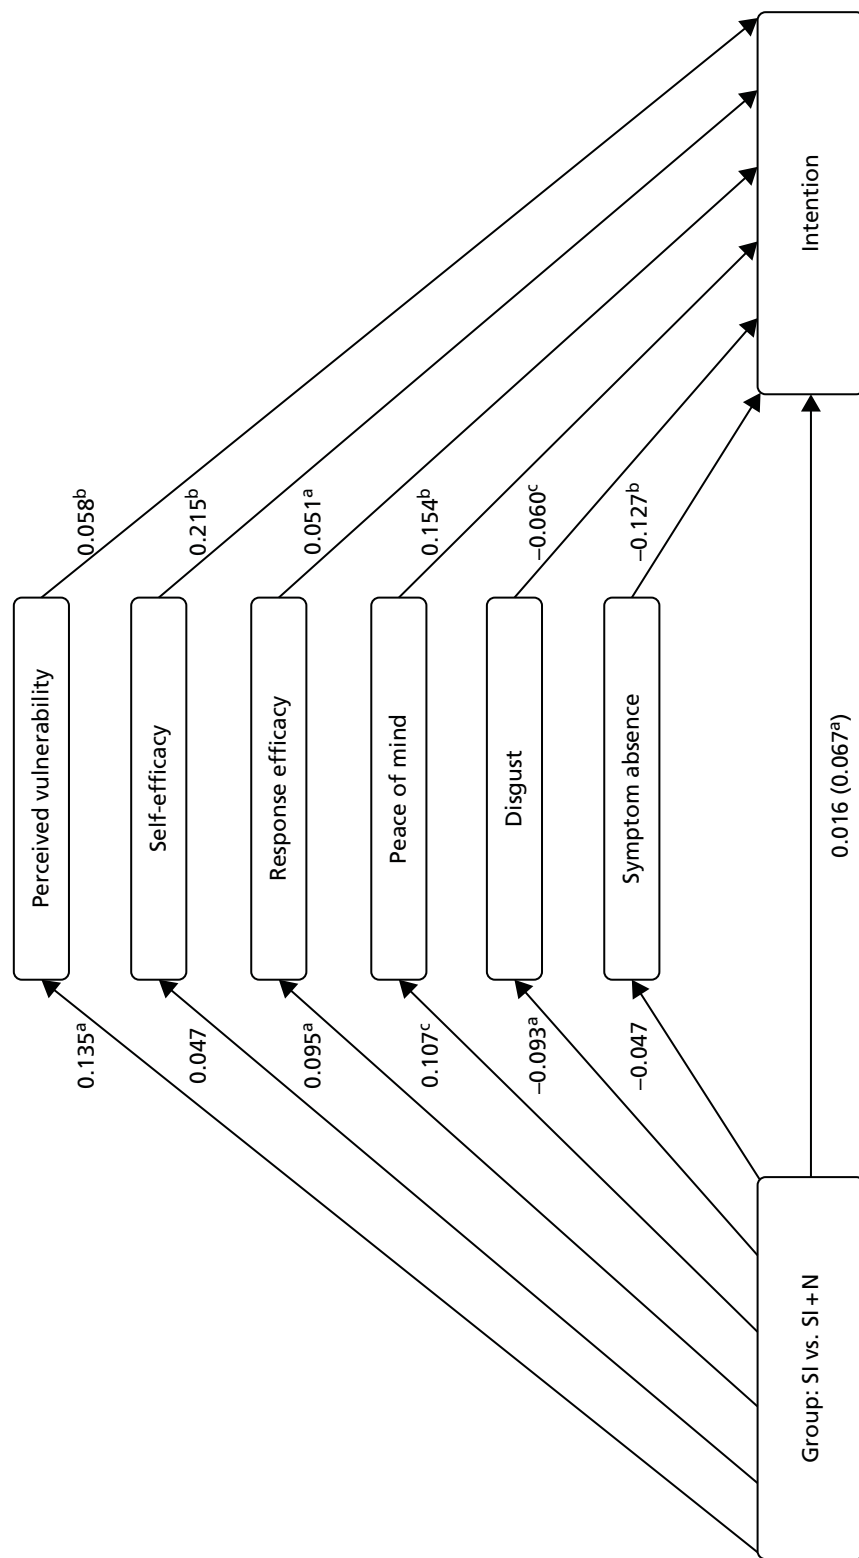 Perceived vulnerability
Self-efficacy
Response efficacy
Peace of mind
Disgust
Symptom absence
0.135ᵃ
0.047
0.095ᵃ
0.107ᶜ
−0.093ᵃ
−0.047
0.058ᵇ
0.215ᵇ
0.051ᵃ
0.154ᵇ
−0.060ᶜ
−0.127ᵇ
Group: SI vs. SI+N
0.016 (0.067ᵃ)
Intention